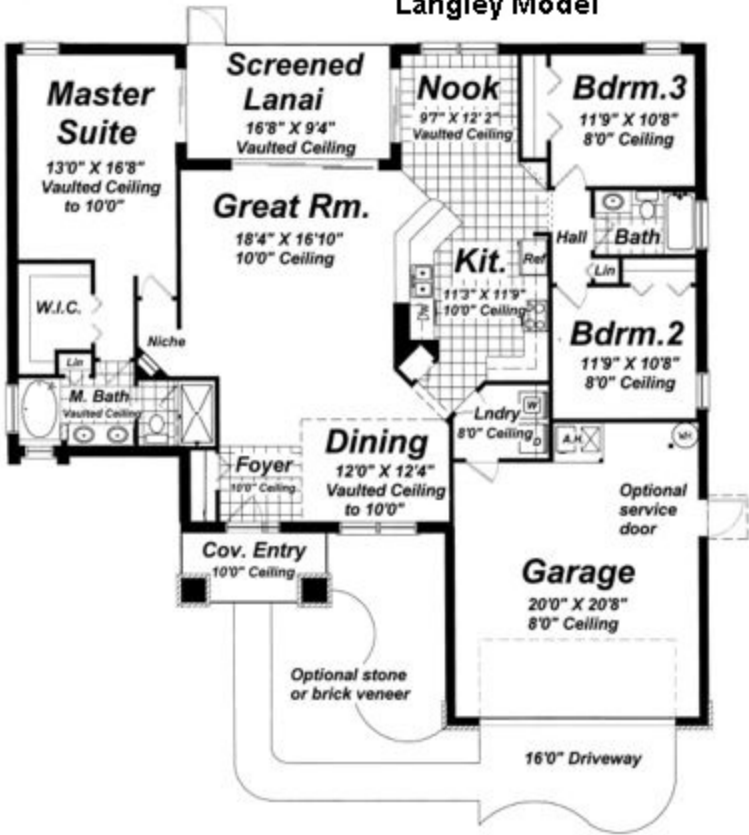 Langley Model
Master
Suite
13'0" X 16'8"
Vaulted Ceiling
to 10'0"
Screened
Lanai
16'8" X 9'4"
Vaulted Ceiling
Nook
9'7" X 12' 2"
Vaulted Ceiling
Bdrm.3
11'9" X 10'8"
8'0" Ceiling
Great Rm.
18'4" X 16'10"
10'0" Ceiling
Hall
Bath
Kit.
11'3" X 11'9"
10'0" Ceiling
Ref
Lin
W.I.C.
Niche
Bdrm.2
11'9" X 10'8"
8'0" Ceiling
Lin
M. Bath
Vaulted Ceiling
Lndry
8'0" Ceiling
W
D
A.H.
WH
Foyer
10'0" Ceiling
Dining
12'0" X 12'4"
Vaulted Ceiling
to 10'0"
Optional
service
door
Cov. Entry
10'0" Ceiling
Garage
20'0" X 20'8"
8'0" Ceiling
Optional stone
or brick veneer
16'0" Driveway